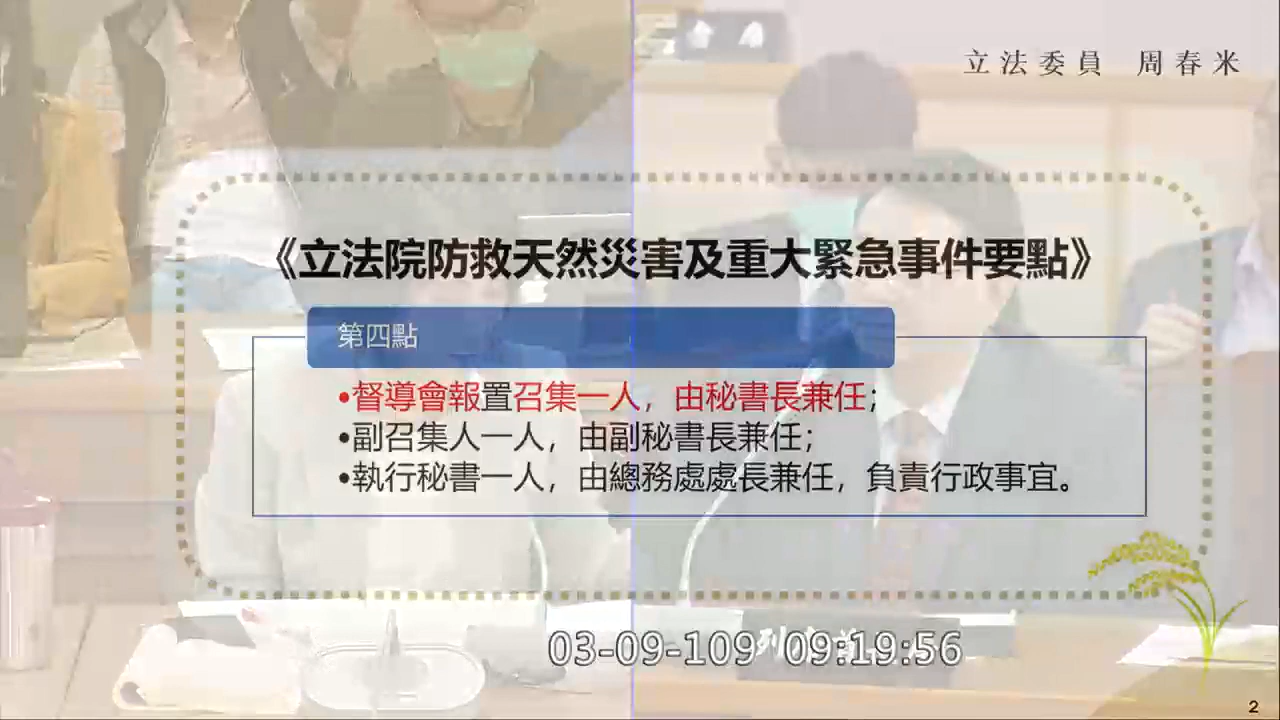 立法委員 周春米
《立法院防救天然災害及重大緊急事件要點》
第四點
•督導會報置召集一人，由秘書長兼任；
•副召集人一人，由副秘書長兼任；
•執行秘書一人，由總務處處長兼任，負責行政事宜。
03-09-109 09:19:56
2